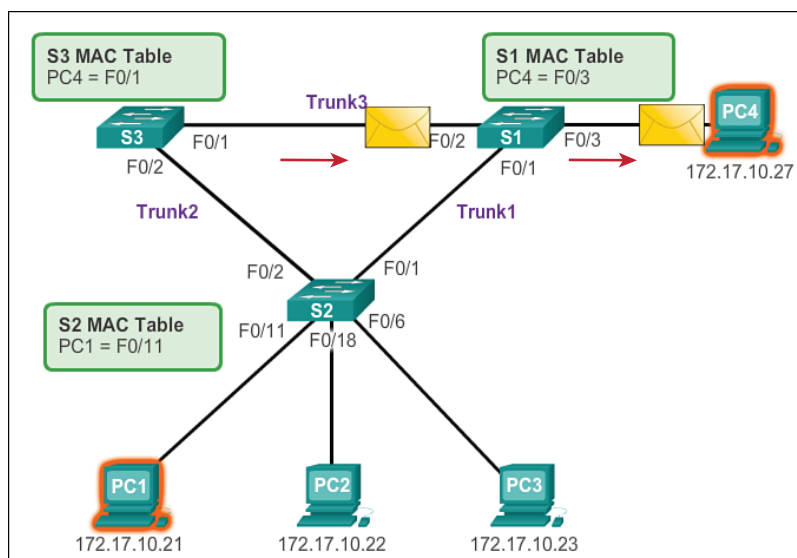 S3 MAC Table
PC4 = F0/1
S1 MAC Table
PC4 = F0/3
Trunk3
S3
F0/1
F0/2
S1
F0/3
PC4
F0/2
F0/1
172.17.10.27
Trunk2
Trunk1
F0/2
F0/1
S2 MAC Table
PC1 = F0/11
S2
F0/11
F0/18
F0/6
PC1
PC2
PC3
172.17.10.21
172.17.10.22
172.17.10.23